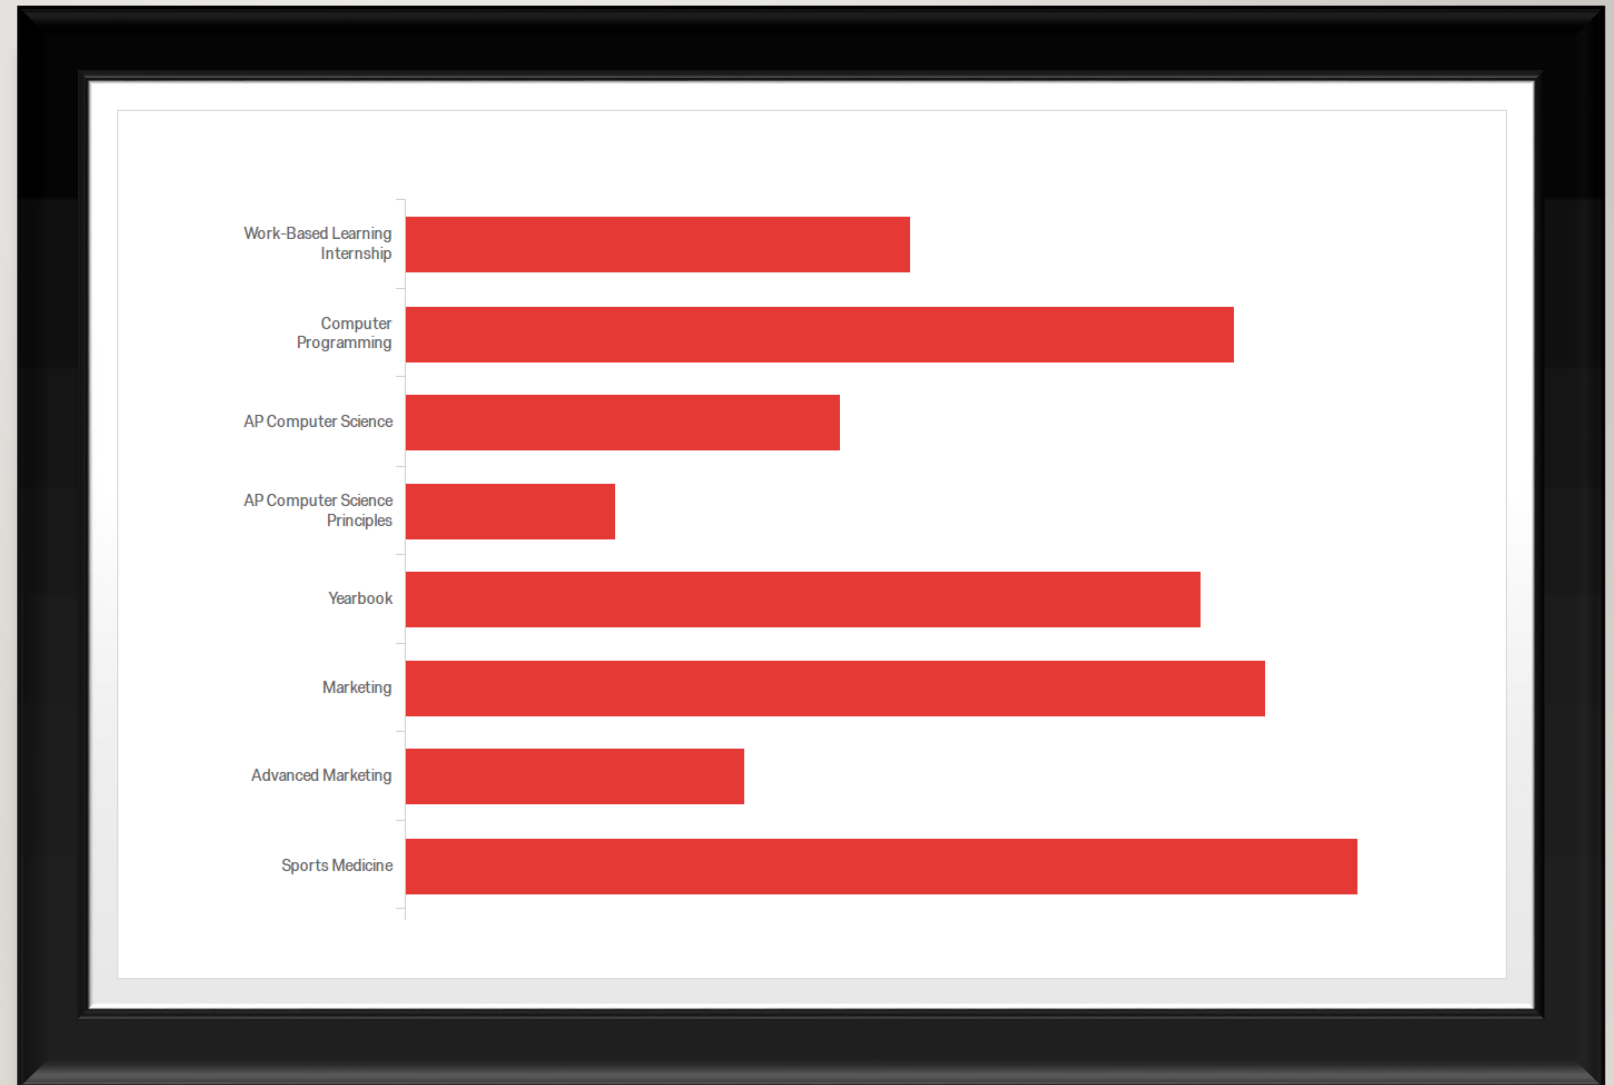 Work-Based Learning
Internship
Computer
Programming
AP Computer Science
AP Computer Science
Principles
Yearbook
Marketing
Advanced Marketing
Sports Medicine